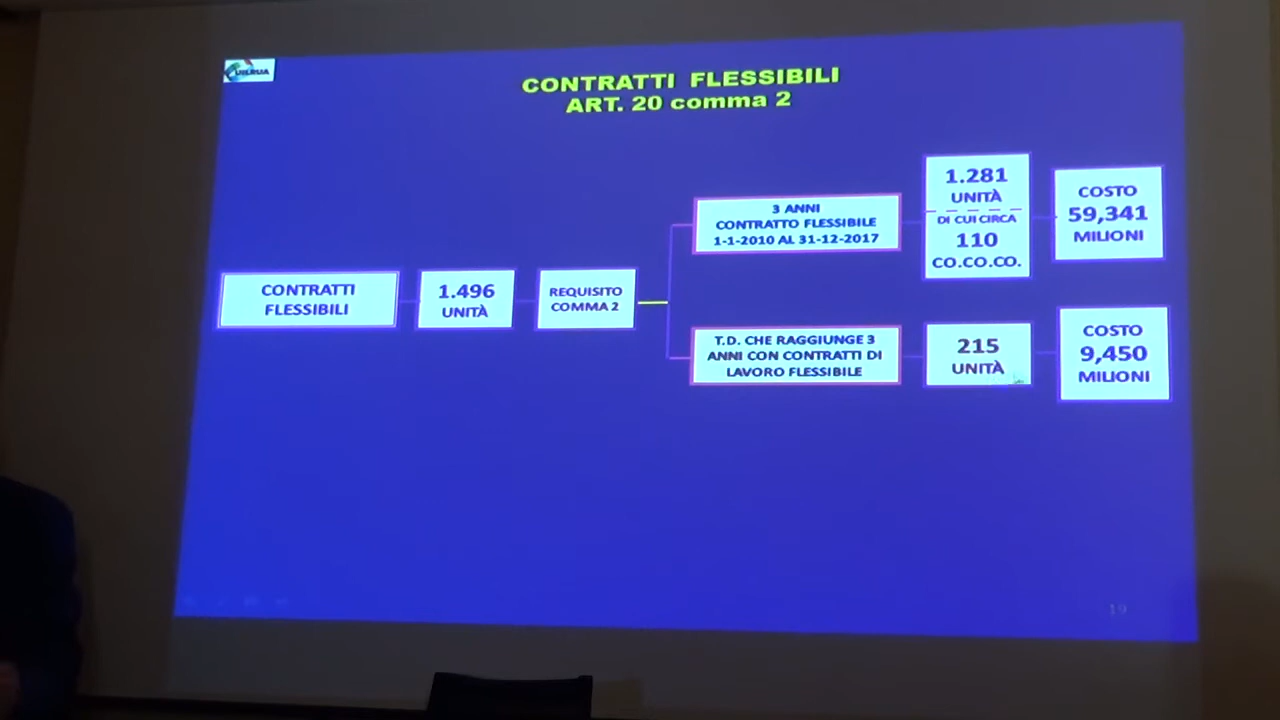 UILRUA
CONTRATTI FLESSIBILI
ART. 20 comma 2
CONTRATTI
FLESSIBILI
1.496
UNITÀ
REQUISITO
COMMA 2
3 ANNI
CONTRATTO FLESSIBILE
1-1-2010 AL 31-12-2017
1.281
UNITÀ
DI CUI CIRCA
110
CO.CO.CO.
COSTO
59,341
MILIONI
T.D. CHE RAGGIUNGE 3
ANNI CON CONTRATTI DI
LAVORO FLESSIBILE
215
UNITÀ
COSTO
9,450
MILIONI
19